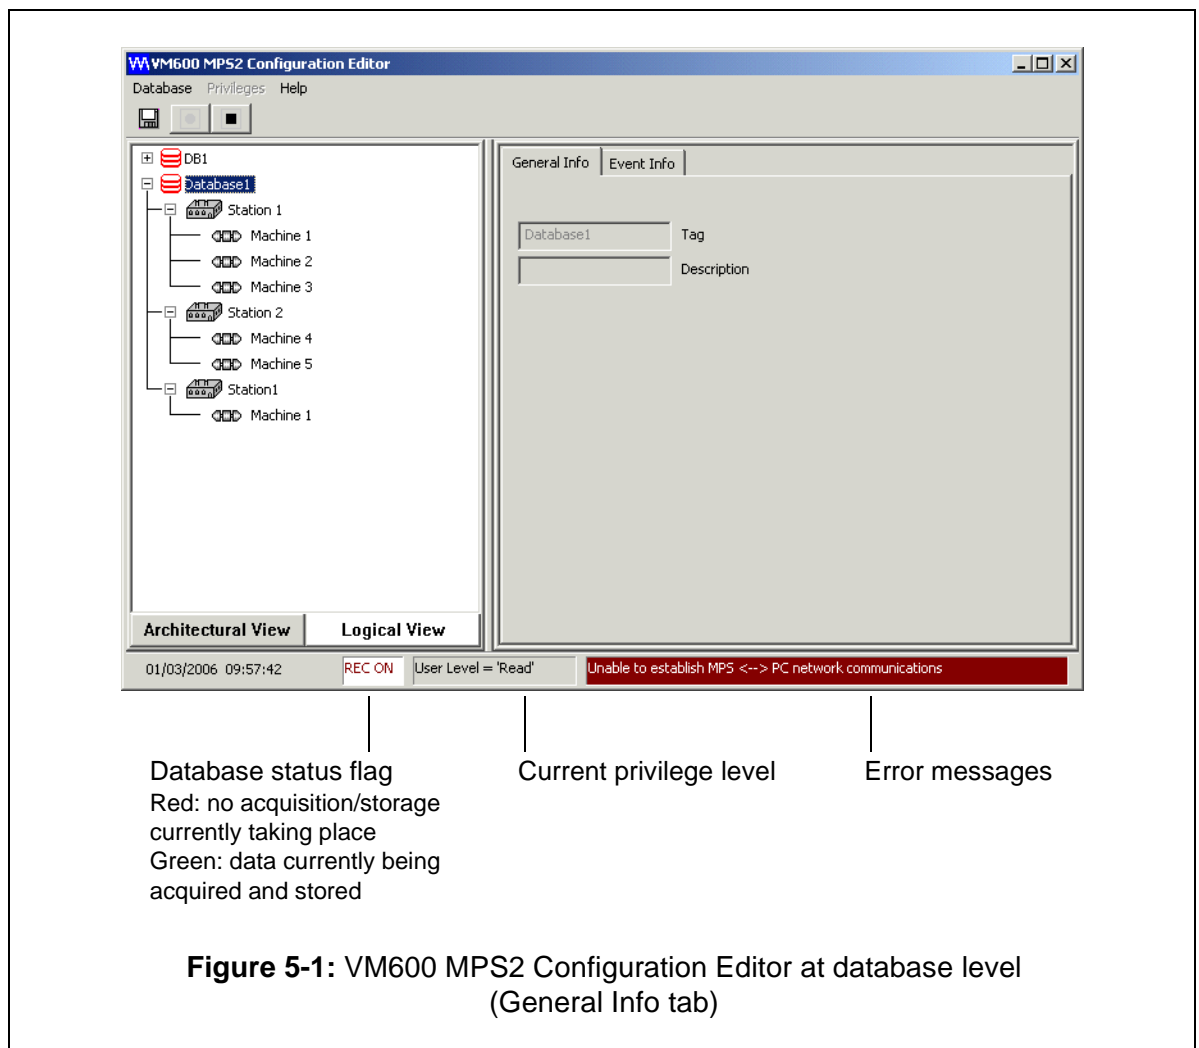 VM600 MPS2 Configuration Editor
Database Privileges Help
DB1
Database1
Station 1
Machine 1
Machine 2
Machine 3
Station 2
Machine 4
Machine 5
Station1
Machine 1
Architectural View Logical View
General Info Event Info
Database1 Tag
Description
01/03/2006 09:57:42 REC ON User Level = 'Read' Unable to establish MPS <--> PC network communications
Database status flag
Red: no acquisition/storage
currently taking place
Green: data currently being
acquired and stored
Current privilege level
Error messages
Figure 5-1: VM600 MPS2 Configuration Editor at database level
(General Info tab)